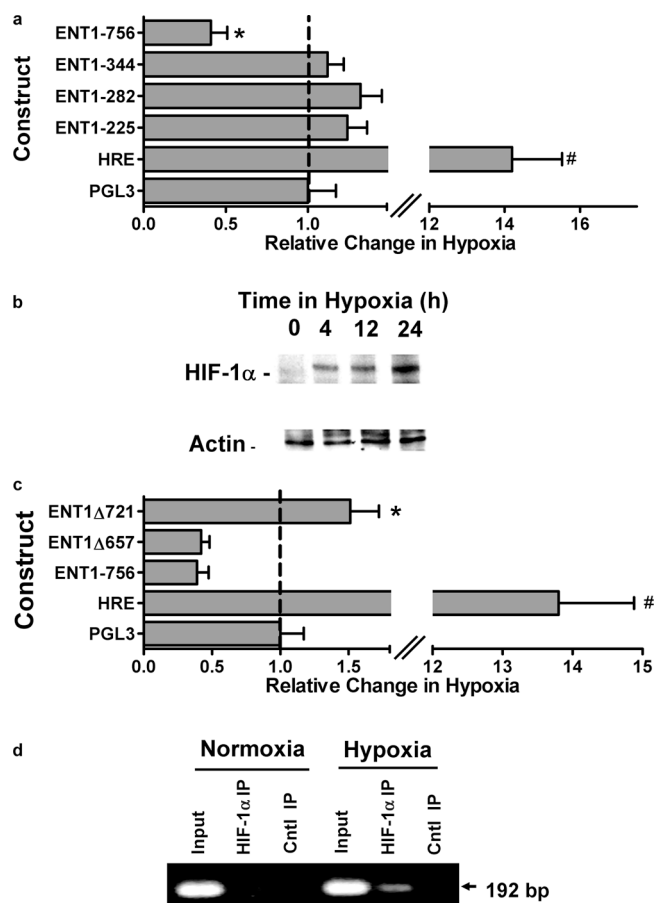 a
Construct
ENT1-756
*
ENT1-344
ENT1-282
ENT1-225
HRE
#
PGL3
0.0 0.5 1.0 12 14 16
Relative Change in Hypoxia
b
Time in Hypoxia (h)
0 4 12 24
HIF-1α -
Actin -
c
Construct
ENT1Δ721
*
ENT1Δ657
ENT1-756
HRE
#
PGL3
0.0 0.5 1.0 1.5 12 13 14 15
Relative Change in Hypoxia
d
Normoxia Hypoxia
Input HIF-1α IP Cntl IP Input HIF-1α IP Cntl IP
192 bp